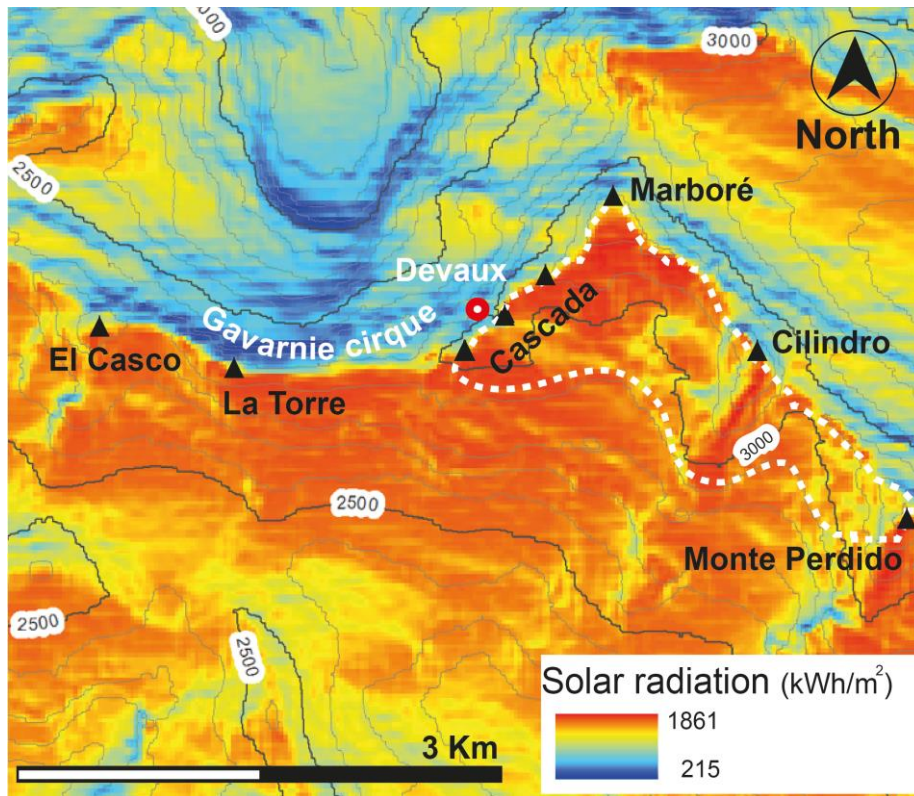 3000
North
2500
Marboré
Devaux
Gavarnie cirque
Cascada
El Casco
Cilindro
La Torre
3000
2500
Monte Perdido
2500
2500
Solar radiation (kWh/m²)
1861
215
3 Km